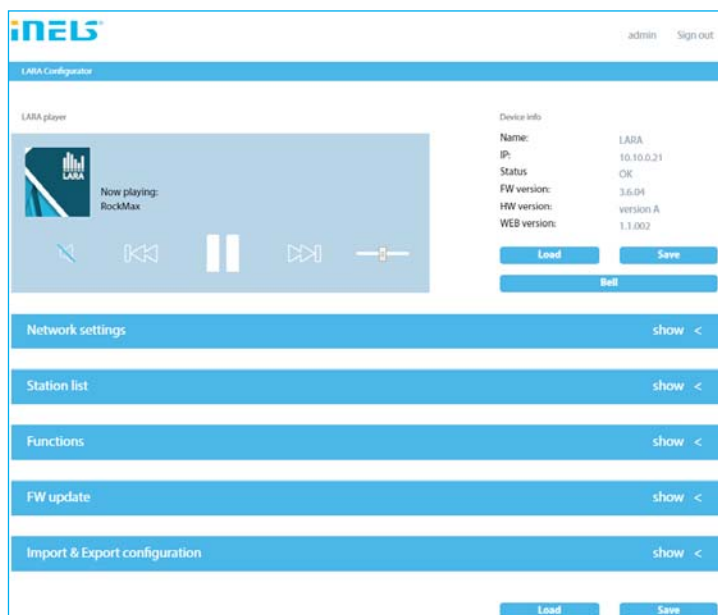 iNELS
admin Sign out
LARA Configurator
LARA player
LARA
Now playing:
RockMax
Device info
Name: LARA
IP: 10.10.0.21
Status OK
FW version: 3.6.04
HW version: version A
WEB version: 1.1.002
Load Save
Bell
Network settings show <
Station list show <
Functions show <
FW update show <
Import & Export configuration show <
Load Save